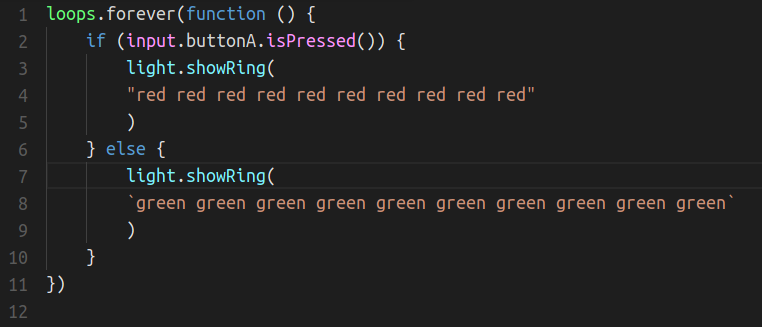 1 loops.forever(function () {
2     if (input.buttonA.isPressed()) {
3         light.showRing(
4         "red red red red red red red red red red"
5         )
6     } else {
7         light.showRing(
8         `green green green green green green green green green green`
9         )
10     }
11 })
12